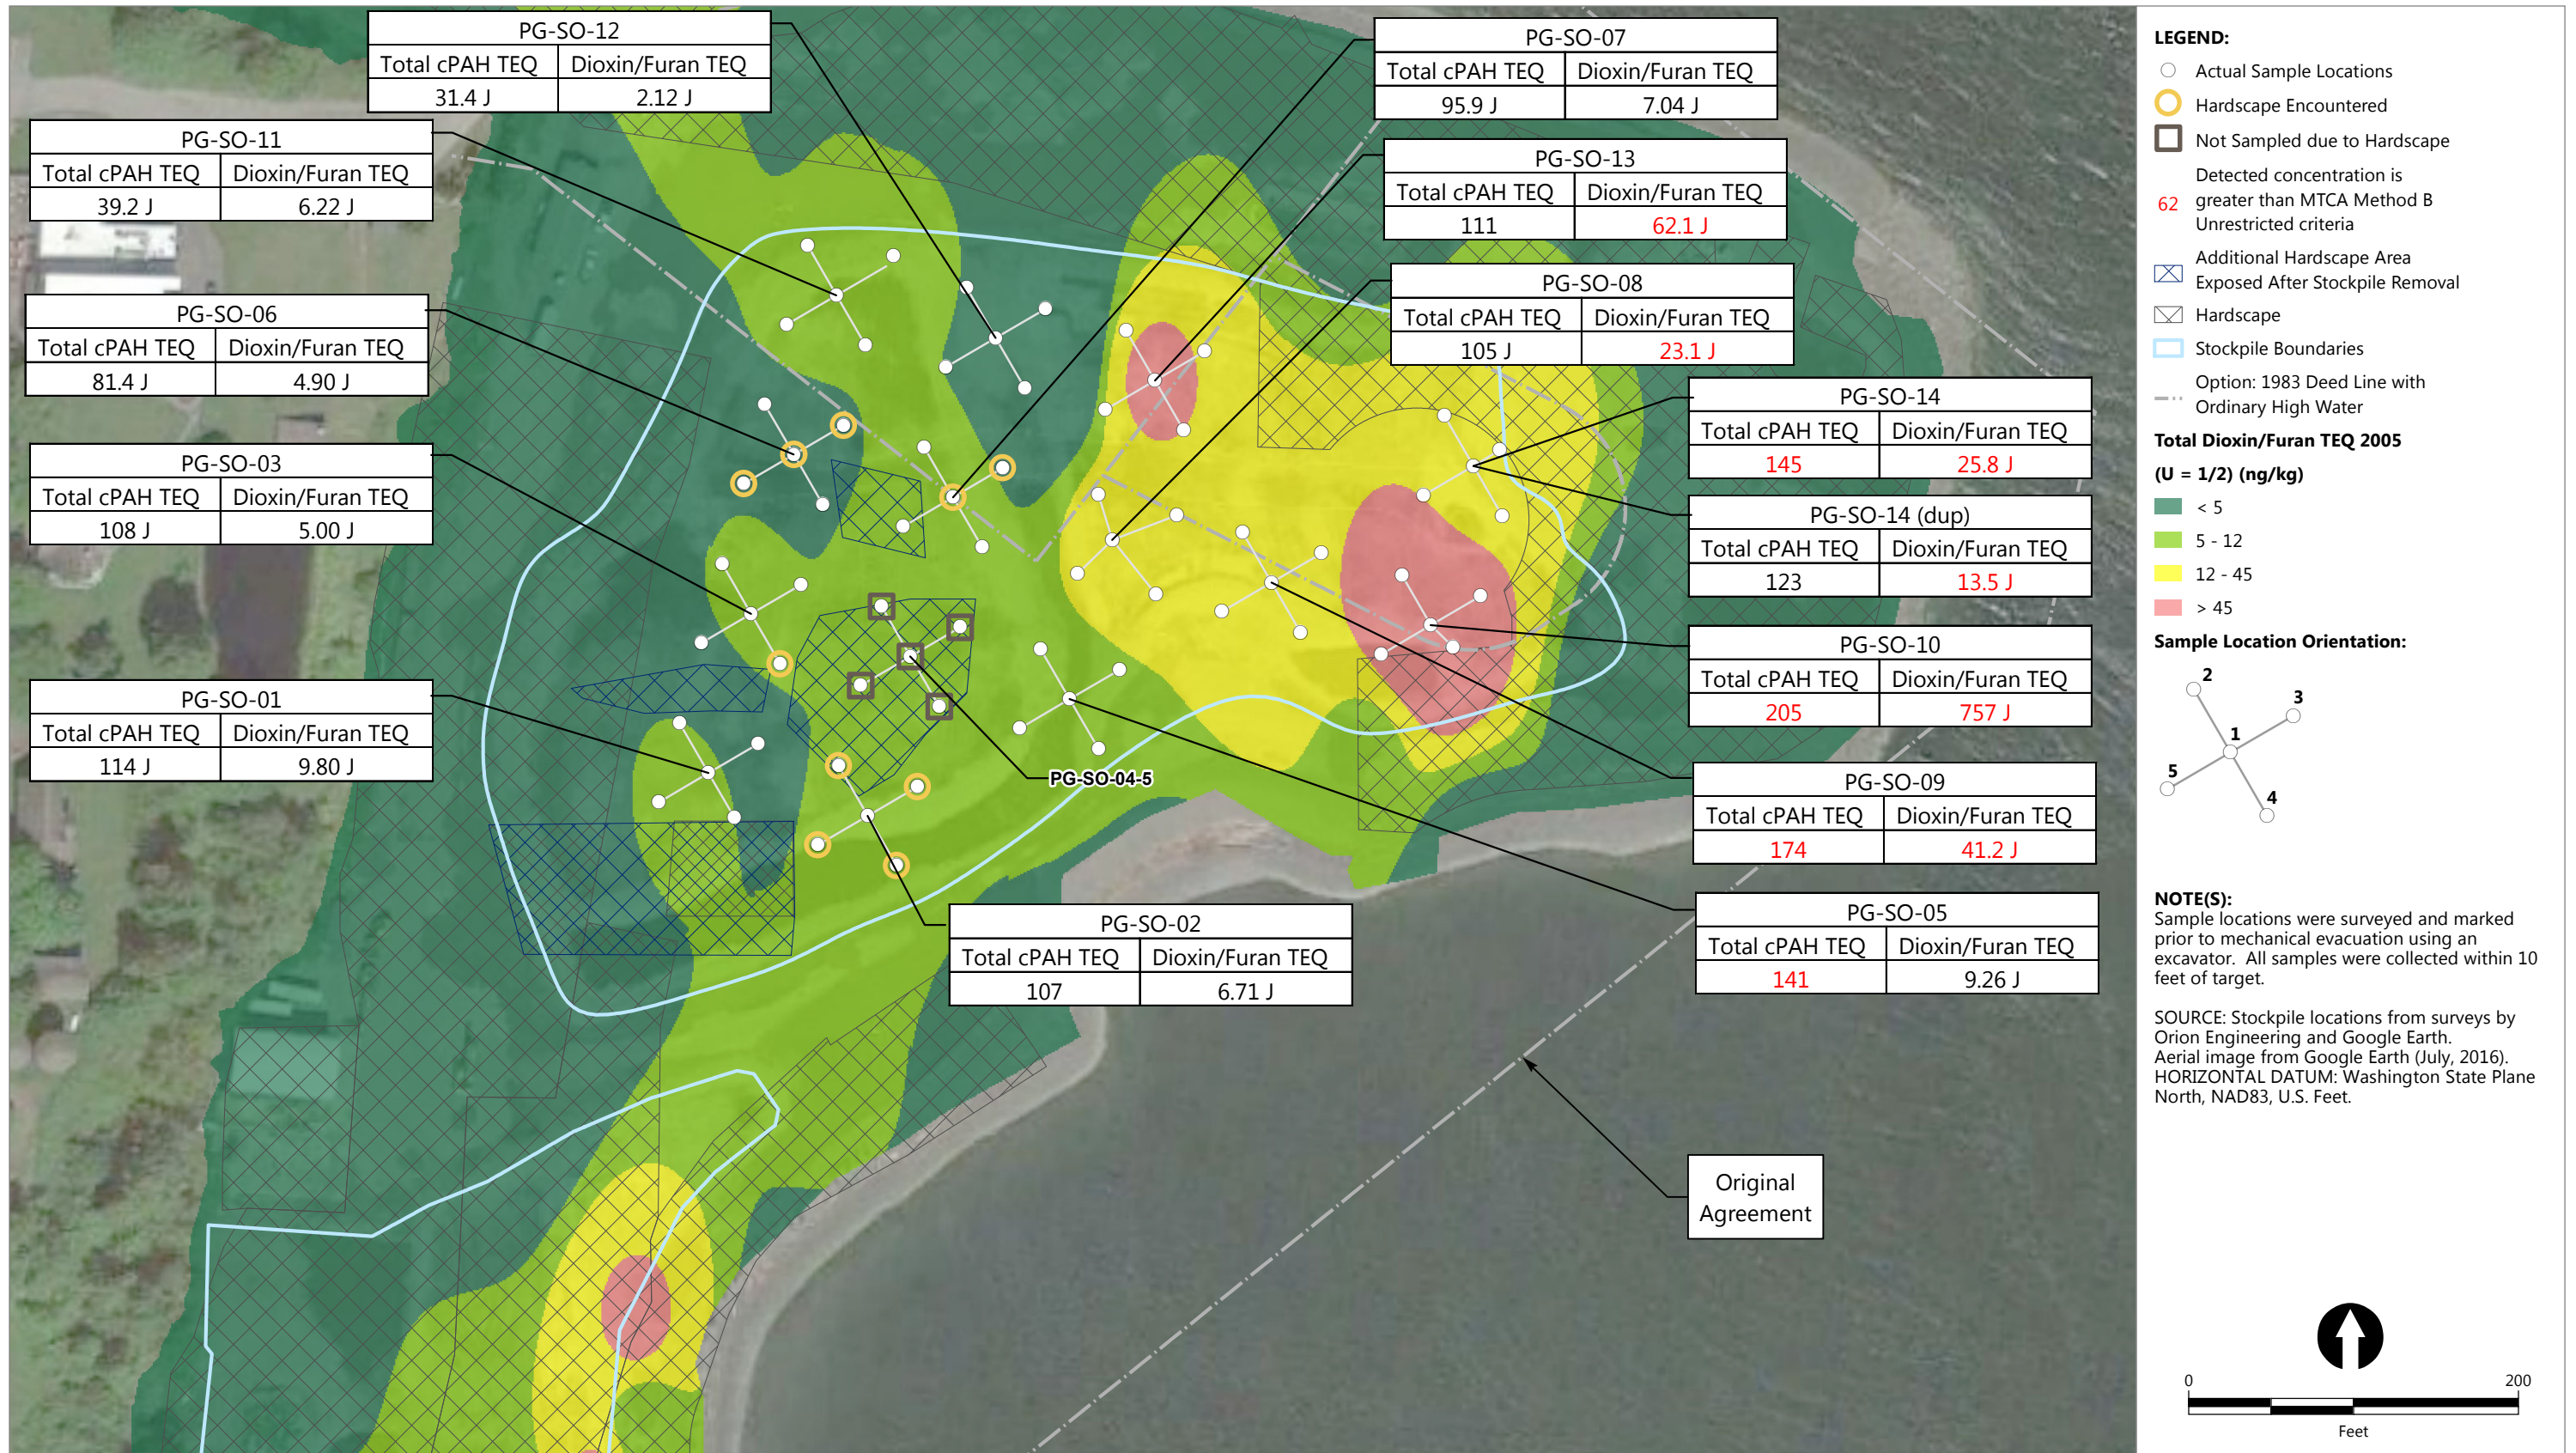 PG-SO-12
Total cPAH TEQ Dioxin/Furan TEQ
31.4 J 2.12 J
PG-SO-11
Total cPAH TEQ Dioxin/Furan TEQ
39.2 J 6.22 J
PG-SO-06
Total cPAH TEQ Dioxin/Furan TEQ
81.4 J 4.90 J
PG-SO-03
Total cPAH TEQ Dioxin/Furan TEQ
108 J 5.00 J
PG-SO-01
Total cPAH TEQ Dioxin/Furan TEQ
114 J 9.80 J
PG-SO-07
Total cPAH TEQ Dioxin/Furan TEQ
95.9 J 7.04 J
PG-SO-13
Total cPAH TEQ Dioxin/Furan TEQ
111 62.1 J
PG-SO-08
Total cPAH TEQ Dioxin/Furan TEQ
105 J 23.1 J
PG-SO-14
Total cPAH TEQ Dioxin/Furan TEQ
145 25.8 J
PG-SO-14 (dup)
Total cPAH TEQ Dioxin/Furan TEQ
123 13.5 J
PG-SO-10
Total cPAH TEQ Dioxin/Furan TEQ
205 757 J
PG-SO-09
Total cPAH TEQ Dioxin/Furan TEQ
174 41.2 J
PG-SO-05
Total cPAH TEQ Dioxin/Furan TEQ
141 9.26 J
PG-SO-04-5
PG-SO-02
Total cPAH TEQ Dioxin/Furan TEQ
107 6.71 J
Original
Agreement
LEGEND:
Actual Sample Locations
Hardscape Encountered
Not Sampled due to Hardscape
Detected concentration is
62 greater than MTCA Method B
Unrestricted criteria
Additional Hardscape Area
Exposed After Stockpile Removal
Hardscape
Stockpile Boundaries
Option: 1983 Deed Line with
Ordinary High Water
Total Dioxin/Furan TEQ 2005
(U = 1/2) (ng/kg)
< 5
5 - 12
12 - 45
> 45
Sample Location Orientation:
2
3
1
5
4
NOTE(S):
Sample locations were surveyed and marked
prior to mechanical evacuation using an
excavator. All samples were collected within 10
feet of target.
SOURCE: Stockpile locations from surveys by
Orion Engineering and Google Earth.
Aerial image from Google Earth (July, 2016).
HORIZONTAL DATUM: Washington State Plane
North, NAD83, U.S. Feet.
0 200
Feet